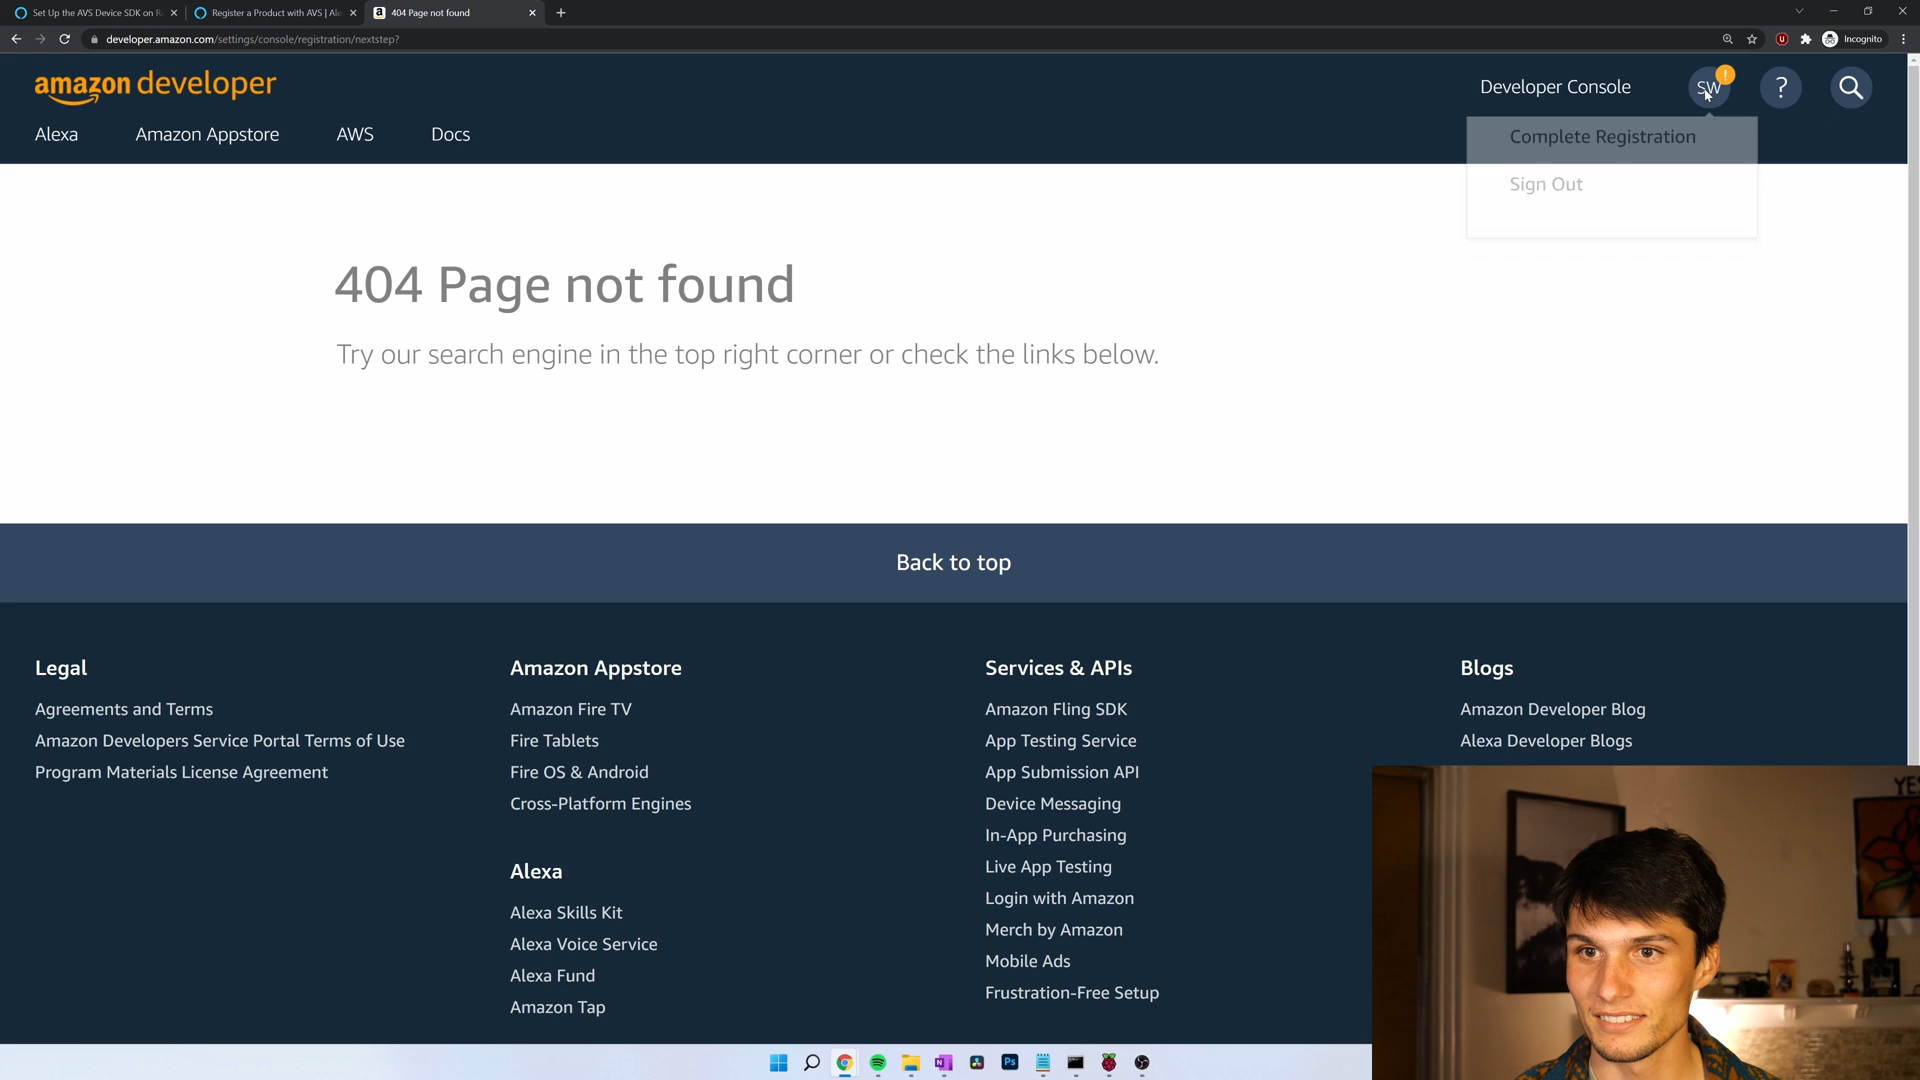 Set Up the AVS Device SDK on R
Register a Product with AVS | Ale
404 Page not found
developer.amazon.com/settings/console/registration/nextstep?
Incognito
amazon developer
Developer Console
SW
!
?
Alexa
Amazon Appstore
AWS
Docs
Complete Registration
Sign Out
404 Page not found
Try our search engine in the top right corner or check the links below.
Back to top
Legal
Agreements and Terms
Amazon Developers Service Portal Terms of Use
Program Materials License Agreement
Amazon Appstore
Amazon Fire TV
Fire Tablets
Fire OS & Android
Cross-Platform Engines
Alexa
Alexa Skills Kit
Alexa Voice Service
Alexa Fund
Amazon Tap
Services & APIs
Amazon Fling SDK
App Testing Service
App Submission API
Device Messaging
In-App Purchasing
Live App Testing
Login with Amazon
Merch by Amazon
Mobile Ads
Frustration-Free Setup
Blogs
Amazon Developer Blog
Alexa Developer Blogs
YES
Ps